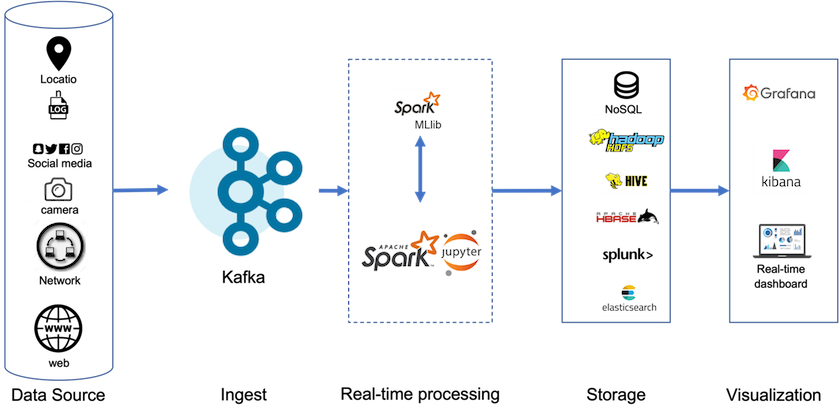 Locatio
LOG
Social media
camera
Network
WWW
web
Data Source
Kafka
Ingest
Spark
MLlib
APACHE
Spark
jupyter
Real-time processing
NoSQL
hadoop
HDFS
HIVE
APACHE
HBASE
splunk>
elasticsearch
Storage
Grafana
kibana
Real-time
dashboard
Visualization